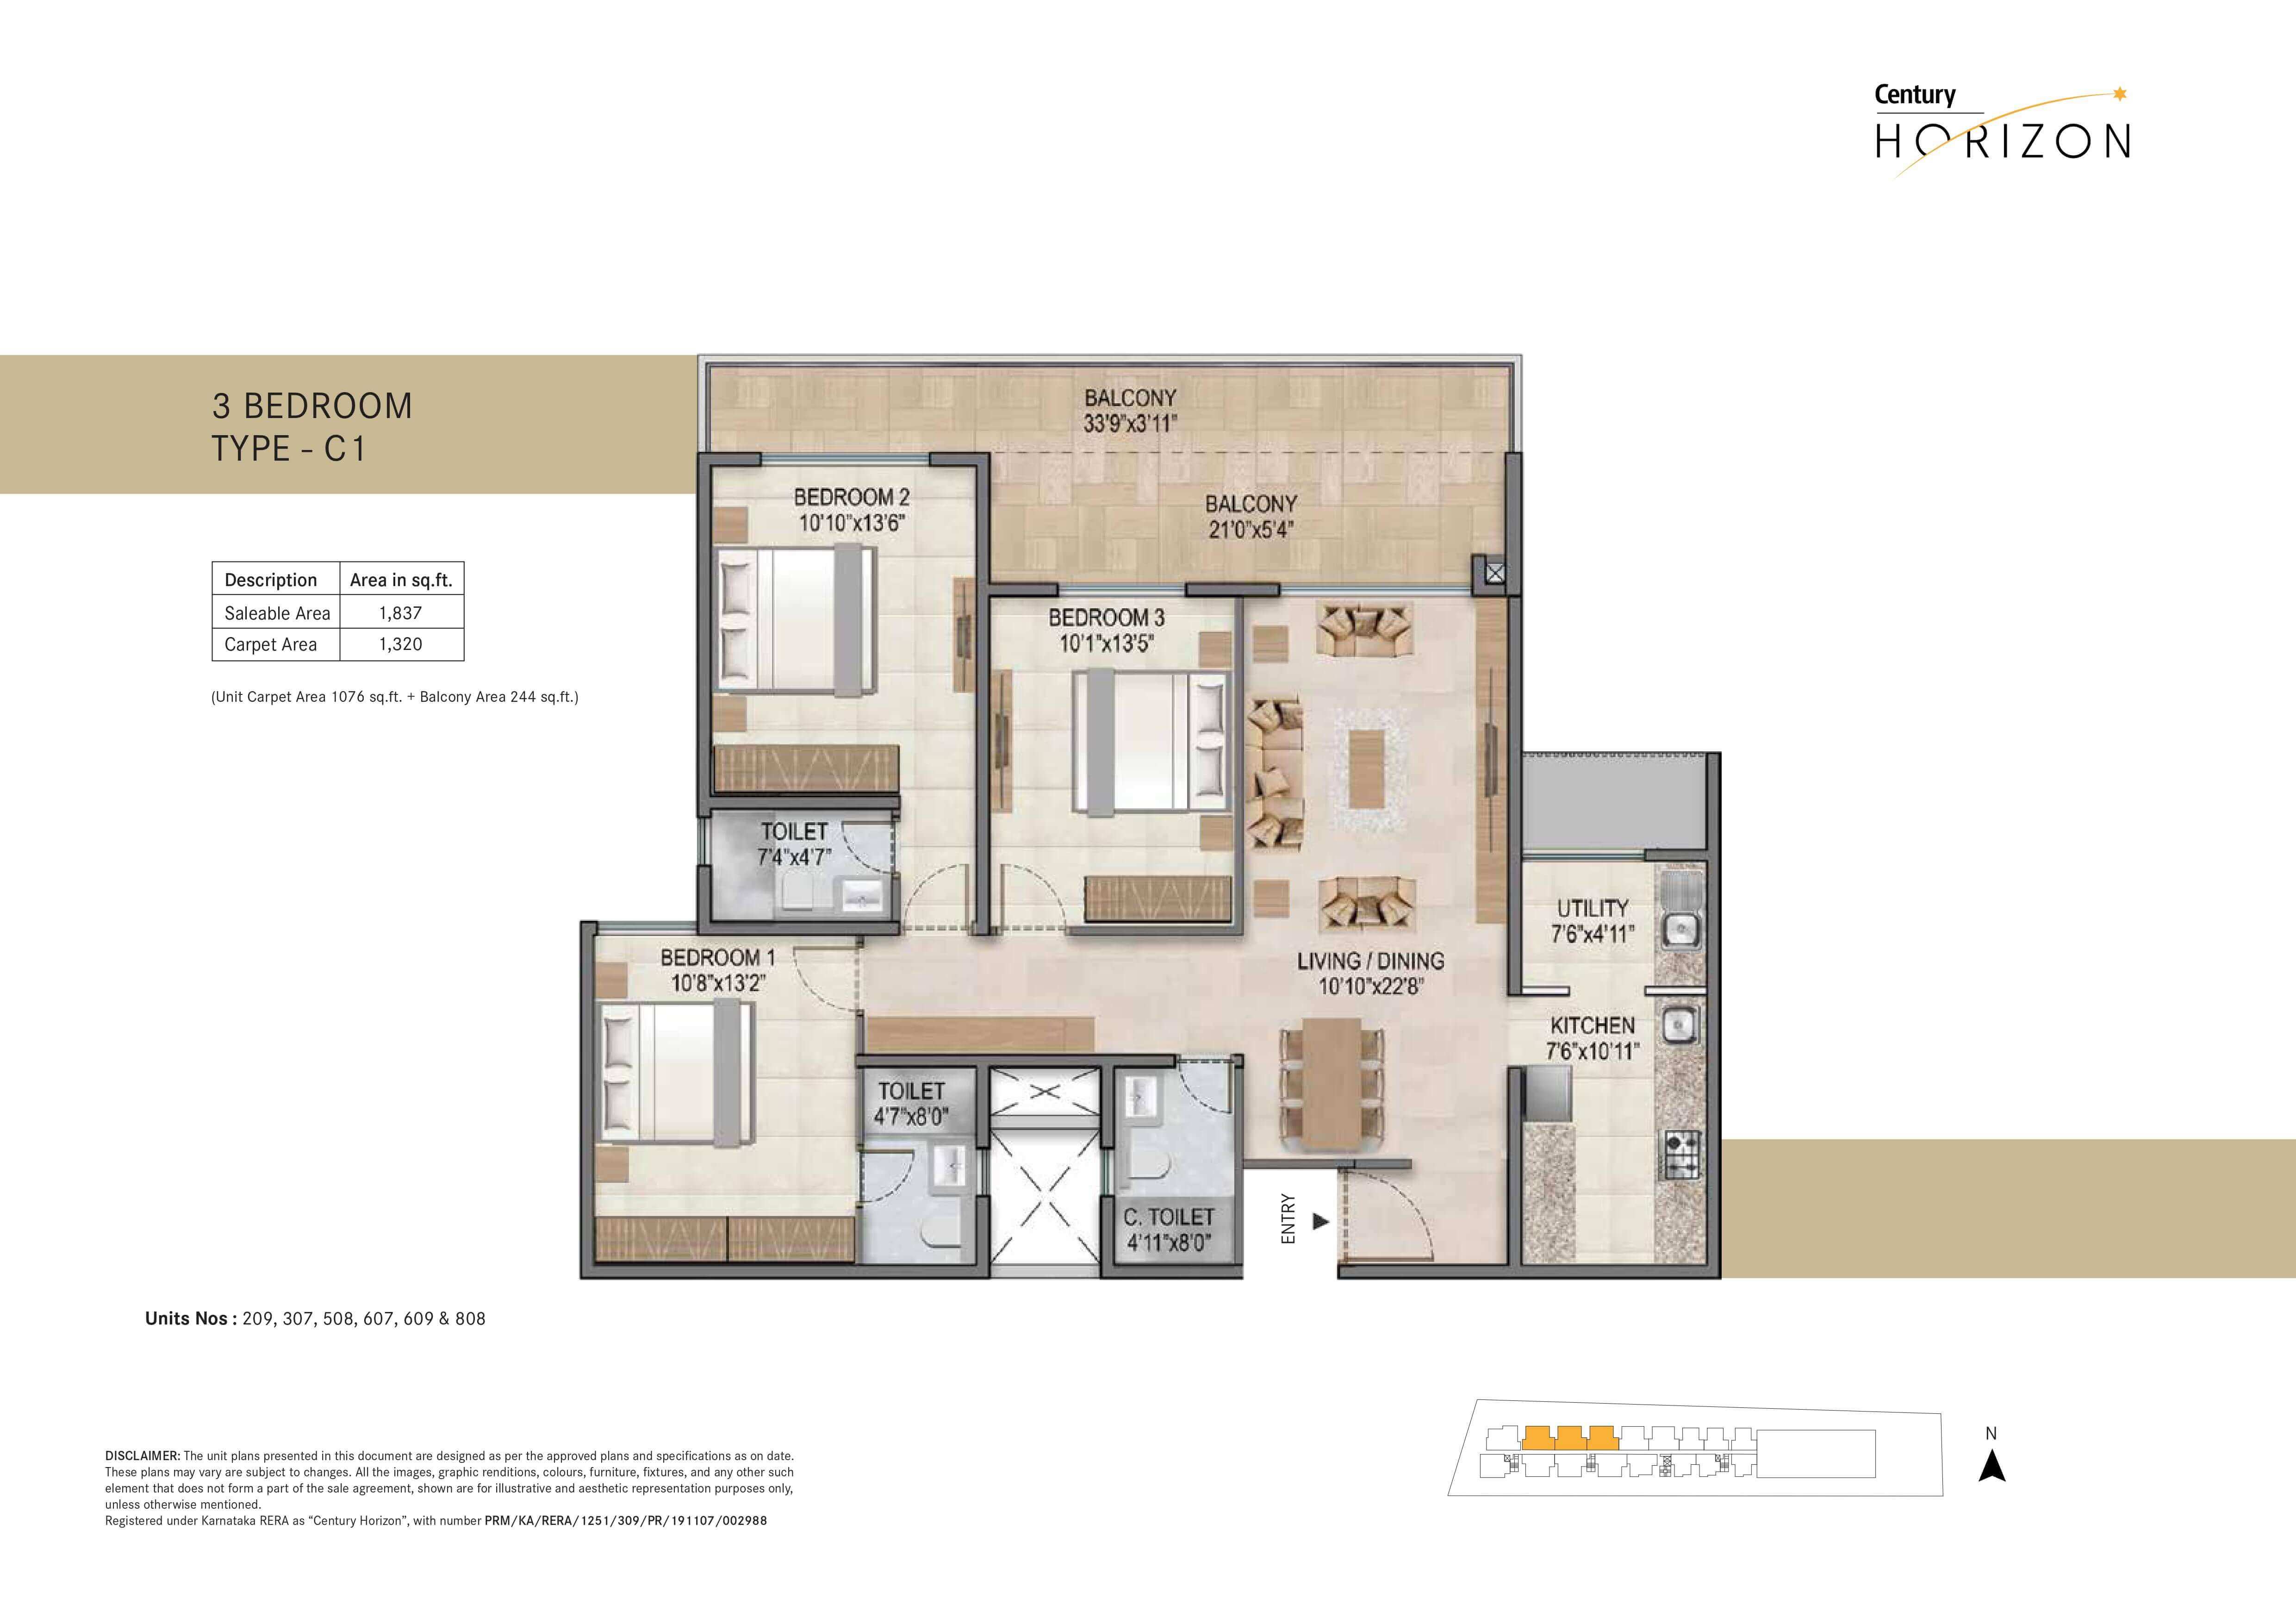 Century
HORIZON
3 BEDROOM
TYPE - C1
Description Area in sq.ft.
Saleable Area 1,837
Carpet Area 1,320
(Unit Carpet Area 1076 sq.ft. + Balcony Area 244 sq.ft.)
BALCONY
33'9"x3'11"
BALCONY
21'0"x5'4"
BEDROOM 2
10'10"x13'6"
BEDROOM 3
10'1"x13'5"
TOILET
7'4"x4'7"
UTILITY
7'6"x4'11"
BEDROOM 1
10'8"x13'2"
LIVING / DINING
10'10"x22'8"
KITCHEN
7'6"x10'11"
TOILET
4'7"x8'0"
C. TOILET
4'11"x8'0"
ENTRY
Units Nos : 209, 307, 508, 607, 609 & 808
N
DISCLAIMER: The unit plans presented in this document are designed as per the approved plans and specifications as on date.
These plans may vary are subject to changes. All the images, graphic renditions, colours, furniture, fixtures, and any other such
element that does not form a part of the sale agreement, shown are for illustrative and aesthetic representation purposes only,
unless otherwise mentioned.
Registered under Karnataka RERA as “Century Horizon”, with number PRM/KA/RERA/1251/309/PR/191107/002988